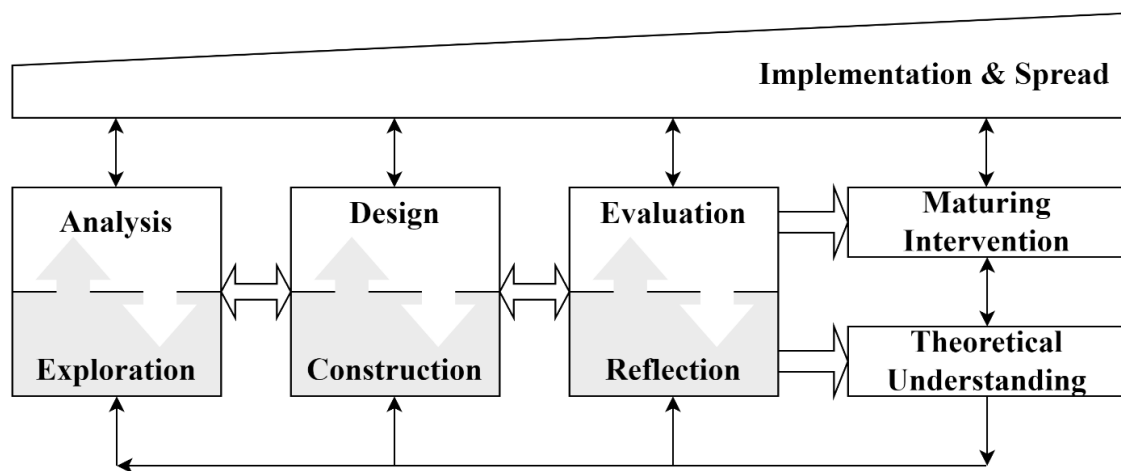 Implementation & Spread
Analysis
Exploration
Design
Construction
Evaluation
Reflection
Maturing
Intervention
Theoretical
Understanding